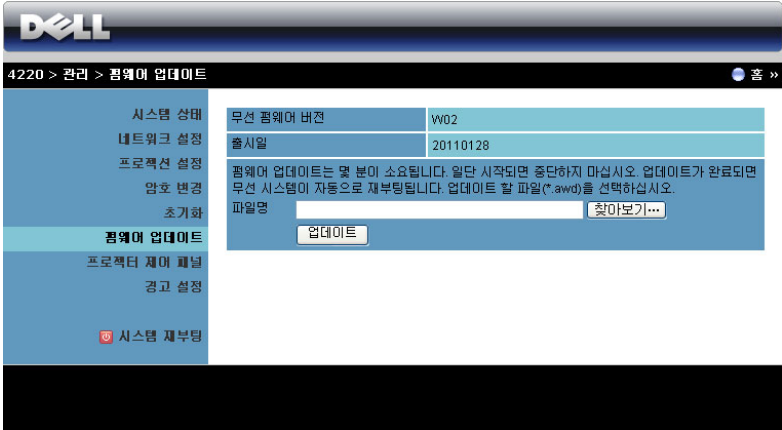 DELL
4220 > 관리 > 펌웨어 업데이트
홈 »
시스템 상태
네트워크 설정
프로젝션 설정
암호 변경
초기화
펌웨어 업데이트
프로젝터 제어 패널
경고 설정
시스템 재부팅
무선 펌웨어 버전 W02
출시일 20110128
펌웨어 업데이트는 몇 분이 소요됩니다. 일단 시작되면 중단하지 마십시오. 업데이트가 완료되면
무선 시스템이 자동으로 재부팅됩니다. 업데이트 할 파일(*.awd)을 선택하십시오.
파일명 찾아보기...
업데이트